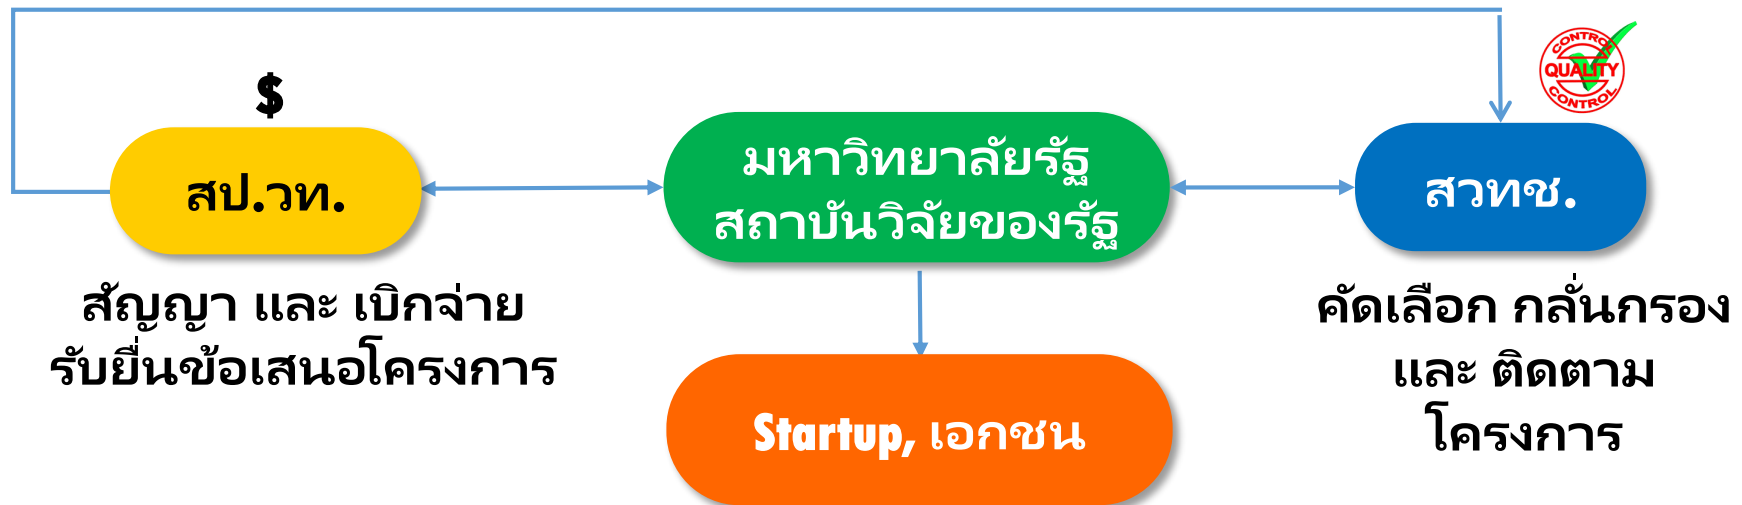 $
สป.วท.
สัญญา และ เบิกจ่าย
รับยื่นข้อเสนอโครงการ
มหาวิทยาลัยรัฐ
สถาบันวิจัยของรัฐ
Startup, เอกชน
CONTROL
QUALITY
CONTROL
สวทช.
คัดเลือก กลั่นกรอง
และ ติดตาม
โครงการ